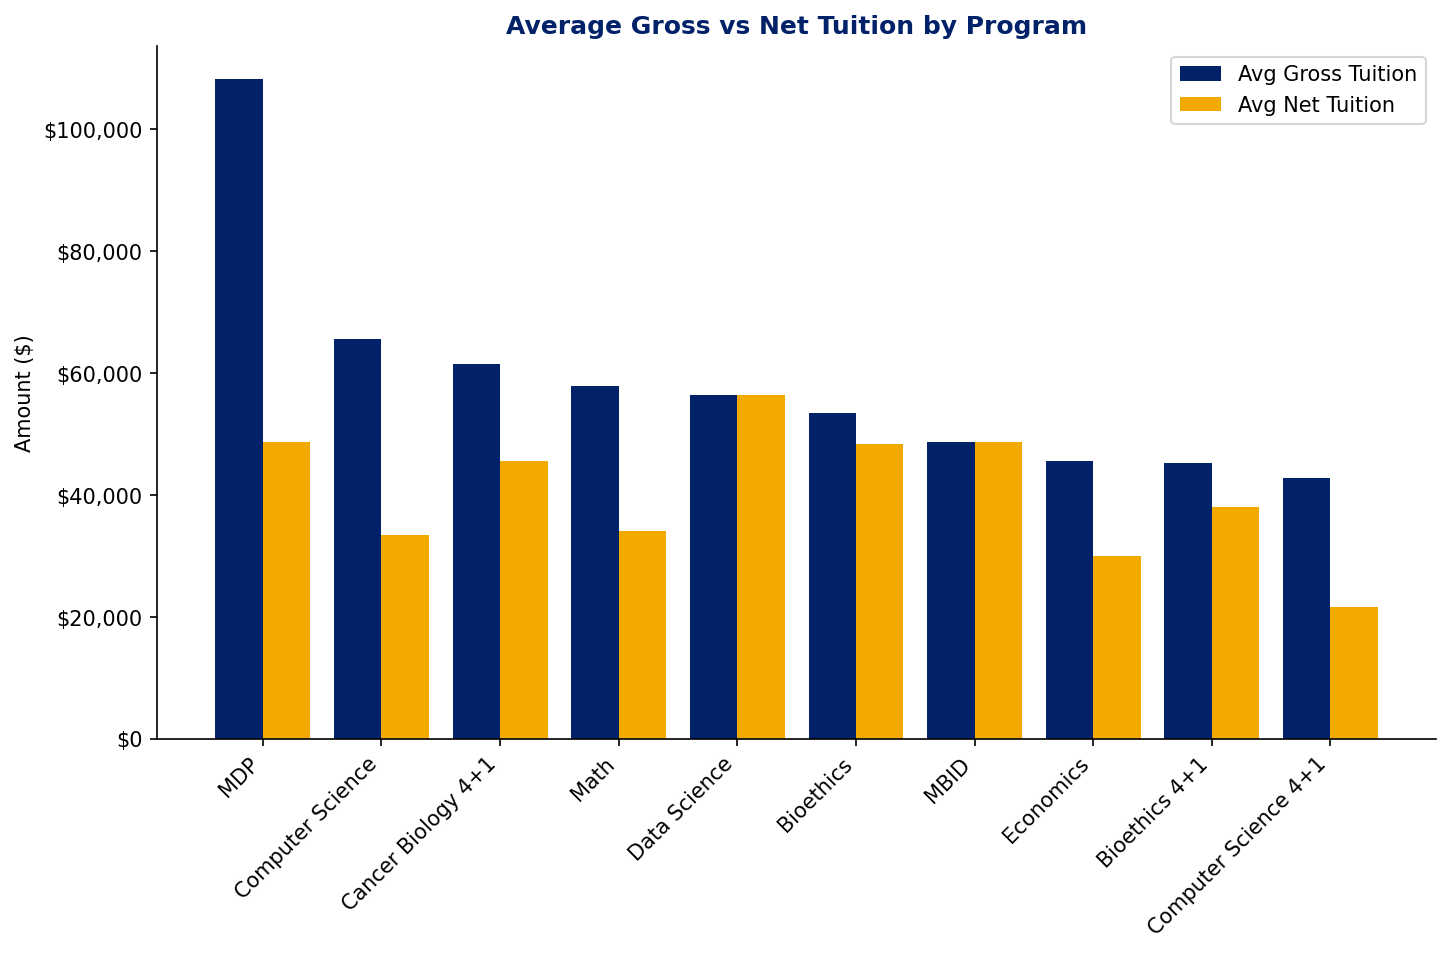 Average Gross vs Net Tuition by Program
Avg Gross Tuition
Avg Net Tuition
Amount ($)
$100,000
$80,000
$60,000
$40,000
$20,000
$0
MDP
Computer Science
Cancer Biology 4+1
Math
Data Science
Bioethics
MBID
Economics
Bioethics 4+1
Computer Science 4+1